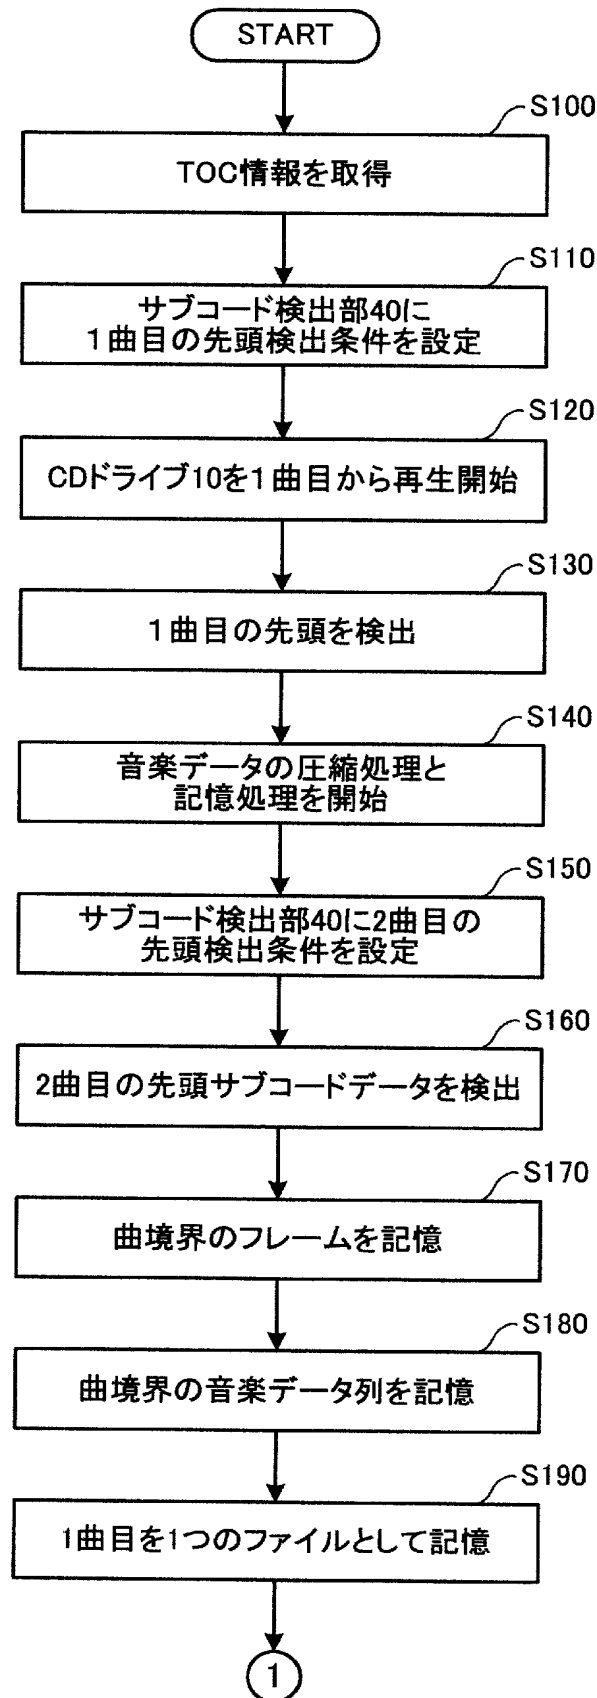 START
S100
TOC情報を取得
S110
サブコード検出部40に
1曲目の先頭検出条件を設定
S120
CDドライブ10を1曲目から再生開始
S130
1曲目の先頭を検出
S140
音楽データの圧縮処理と
記憶処理を開始
S150
サブコード検出部40に2曲目の
先頭検出条件を設定
S160
2曲目の先頭サブコードデータを検出
S170
曲境界のフレームを記憶
S180
曲境界の音楽データ列を記憶
S190
1曲目を1つのファイルとして記憶
1